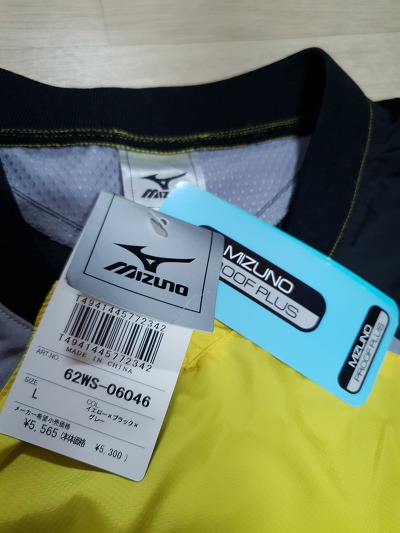 MIZUNO
MIZUNO
T4941445772342
T4941445772342
MADE IN CHINA
ART.NO.
62WS-06046
SIZE
L
COL
イエロー×ブラック×
グレー
メーカー希望小売価格
¥5,565(本体価格 ¥5,300)
MIZUNO
PROOF PLUS
MIZUNO
PROOF PLUS